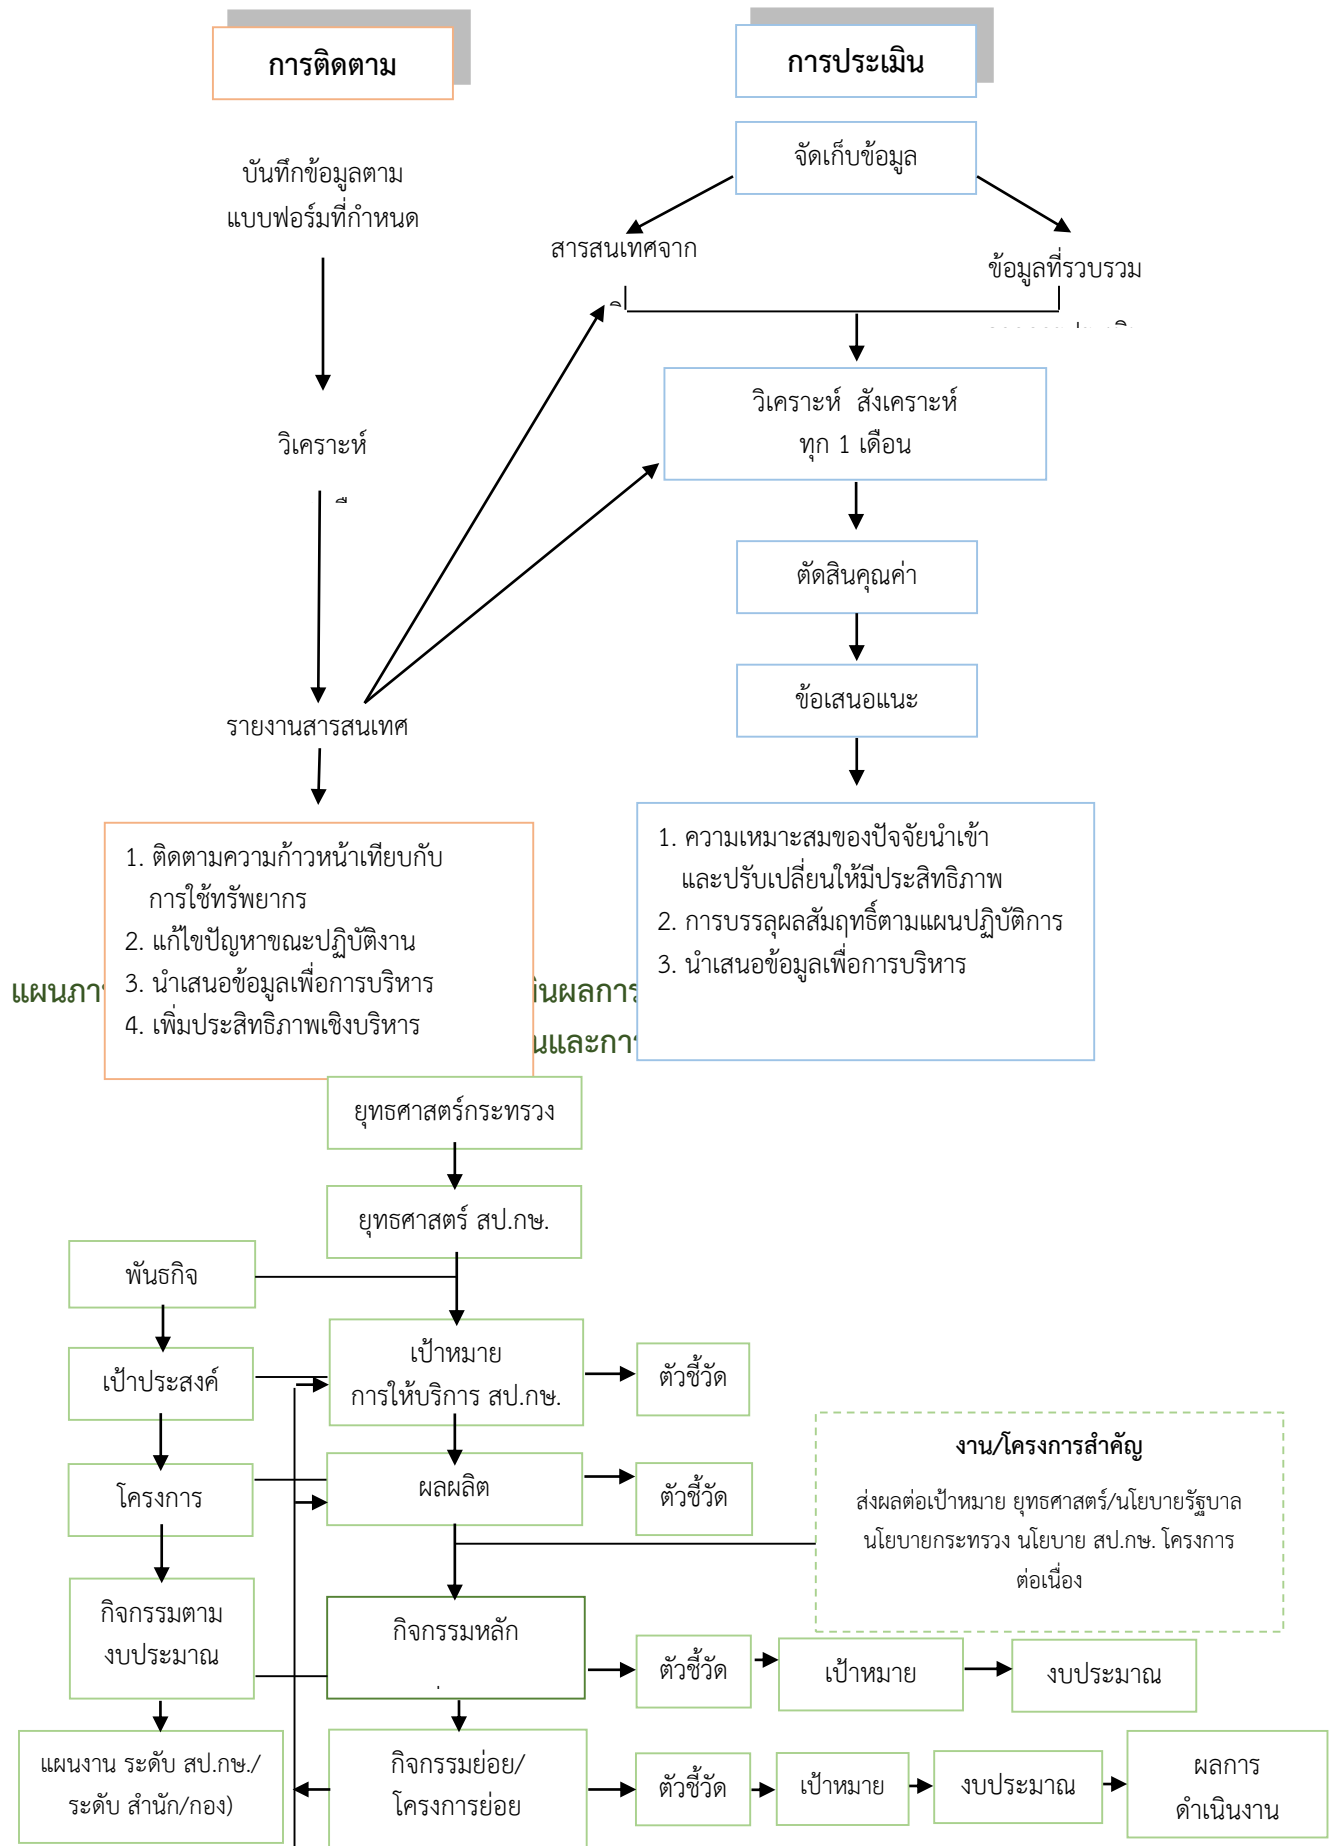 การติดตาม
การประเมิน
จัดเก็บข้อมูล
บันทึกข้อมูลตาม
แบบฟอร์มที่กำหนด
สารสนเทศจาก
ข้อมูลที่รวบรวม
วิเคราะห์ สังเคราะห์
ทุก 1 เดือน
วิเคราะห์
ตัดสินคุณค่า
ข้อเสนอแนะ
รายงานสารสนเทศ
1. ติดตามความก้าวหน้าเทียบกับ
การใช้ทรัพยากร
2. แก้ไขปัญหาขณะปฏิบัติงาน
3. นำเสนอข้อมูลเพื่อการบริหาร
4. เพิ่มประสิทธิภาพเชิงบริหาร
1. ความเหมาะสมของปัจจัยนำเข้า
และปรับเปลี่ยนให้มีประสิทธิภาพ
2. การบรรลุผลสัมฤทธิ์ตามแผนปฏิบัติการ
3. นำเสนอข้อมูลเพื่อการบริหาร
ยุทธศาสตร์กระทรวง
ยุทธศาสตร์ สป.กษ.
พันธกิจ
เป้าหมาย
การให้บริการ สป.กษ.
ตัวชี้วัด
เป้าประสงค์
งาน/โครงการสำคัญ
ส่งผลต่อเป้าหมาย ยุทธศาสตร์/นโยบายรัฐบาล
นโยบายกระทรวง นโยบาย สป.กษ. โครงการ
ต่อเนื่อง
โครงการ
ผลผลิต
ตัวชี้วัด
กิจกรรมตาม
งบประมาณ
กิจกรรมหลัก
ตัวชี้วัด
เป้าหมาย
งบประมาณ
แผนงาน ระดับ สป.กษ./
ระดับ สำนัก/กอง)
กิจกรรมย่อย/
โครงการย่อย
ตัวชี้วัด
เป้าหมาย
งบประมาณ
ผลการ
ดำเนินงาน